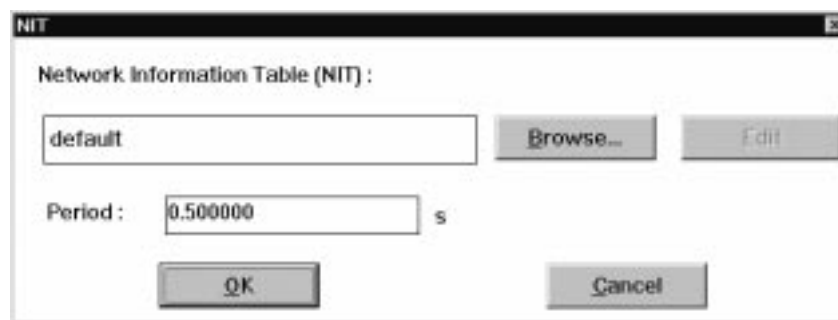 NIT
Network Information Table (NIT) :
default Browse... Edit
Period : 0.500000 s
OK Cancel